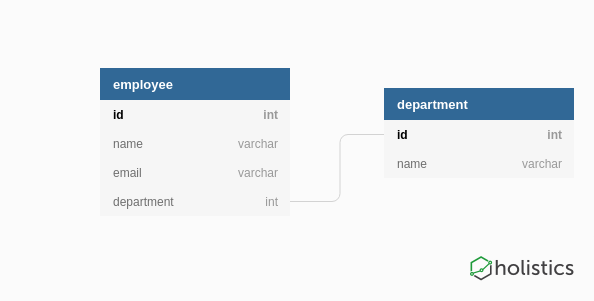 employee
id int
name varchar
email varchar
department int
department
id int
name varchar
holistics